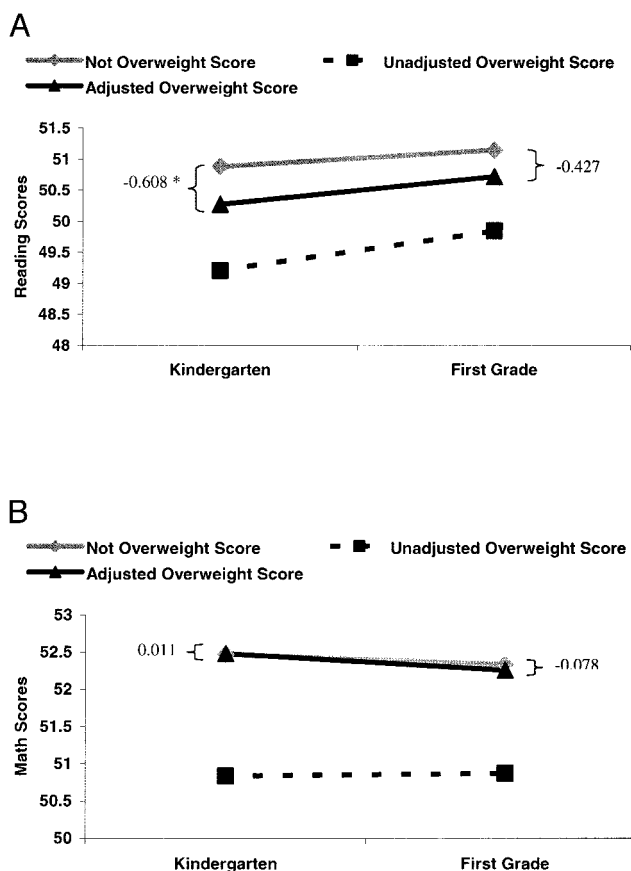 A
Not Overweight Score Unadjusted Overweight Score
Adjusted Overweight Score
51.5
51
50.5
50
49.5
49
48.5
48
Reading Scores
-0.608 *
-0.427
Kindergarten First Grade
B
Not Overweight Score Unadjusted Overweight Score
Adjusted Overweight Score
53
52.5
52
51.5
51
50.5
50
Math Scores
0.011
-0.078
Kindergarten First Grade